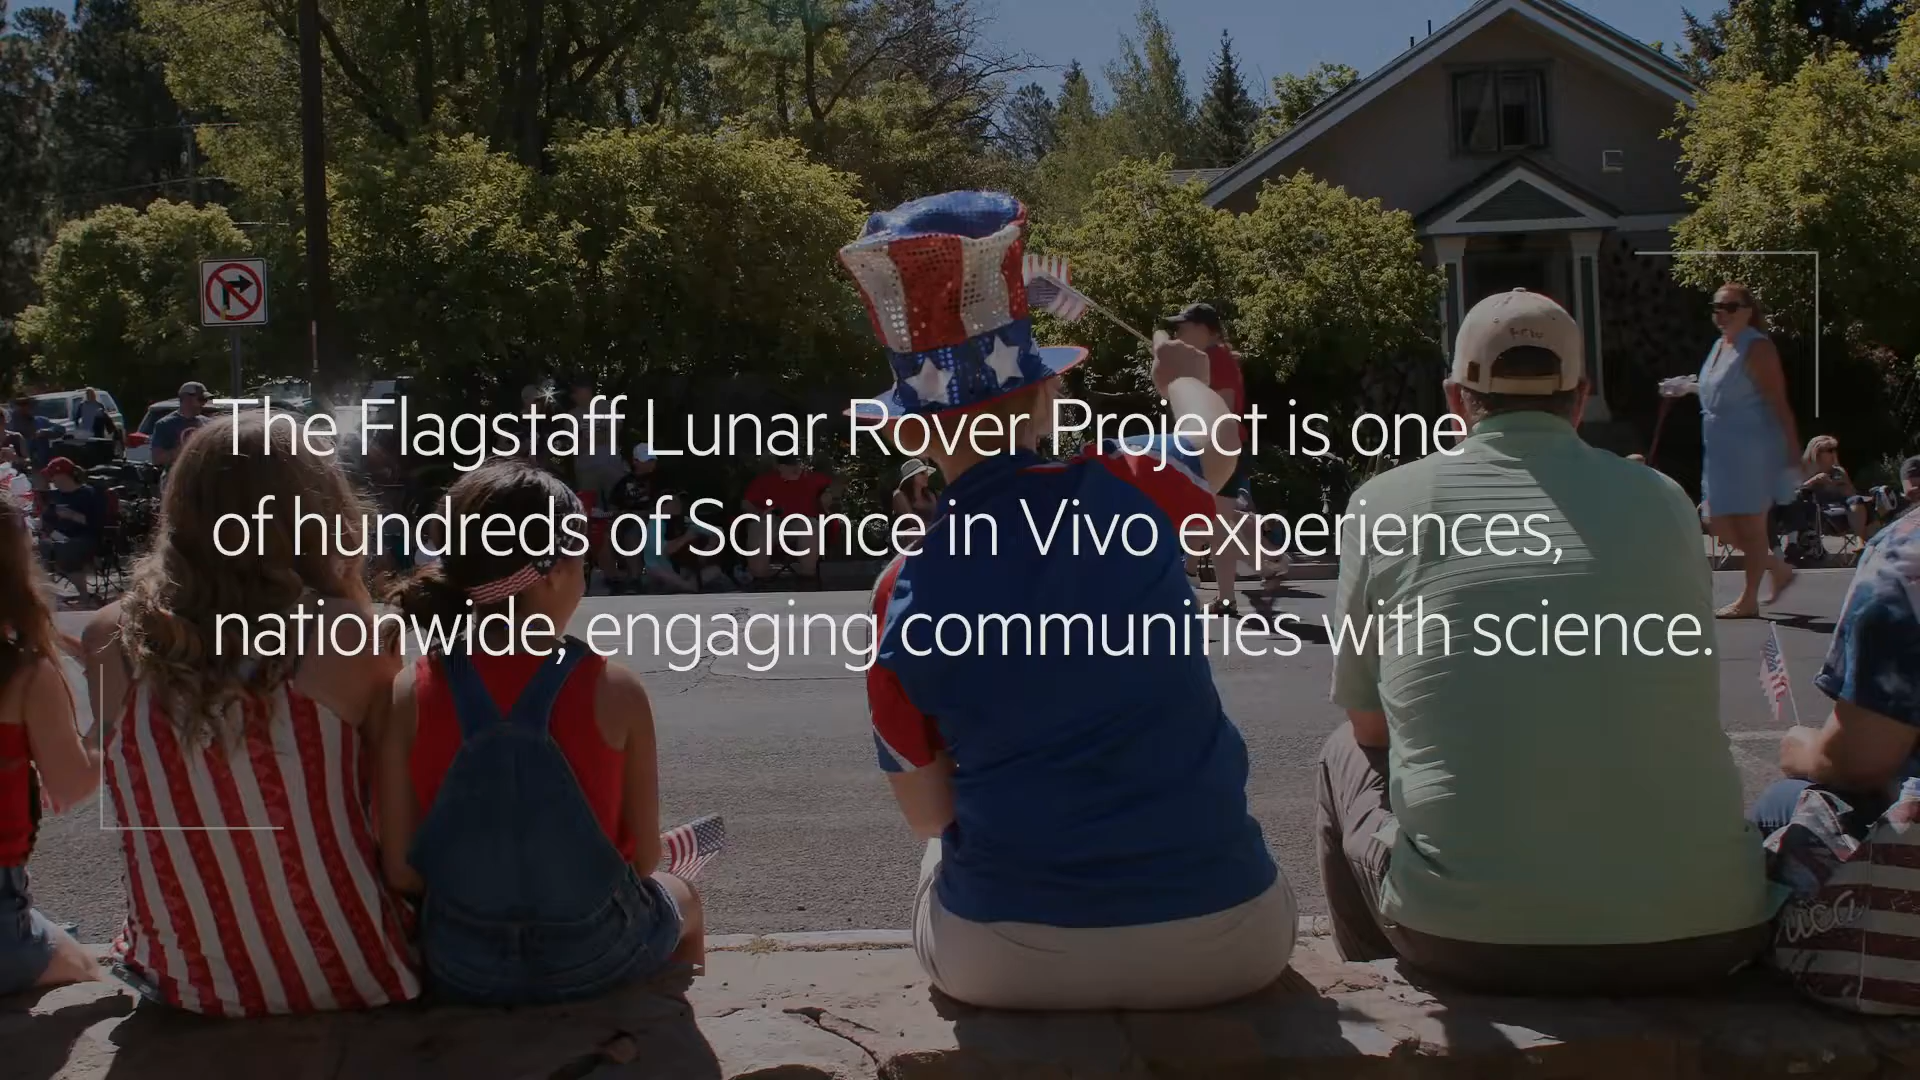 The Flagstaff Lunar Rover Project is one
of hundreds of Science in Vivo experiences,
nationwide, engaging communities with science.